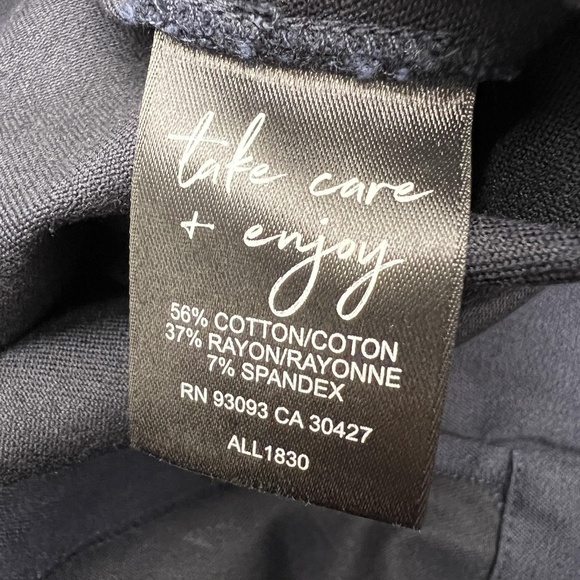 take care
+ enjoy
56% COTTON/COTON
37% RAYON/RAYONNE
7% SPANDEX
RN 93093 CA 30427
ALL1830